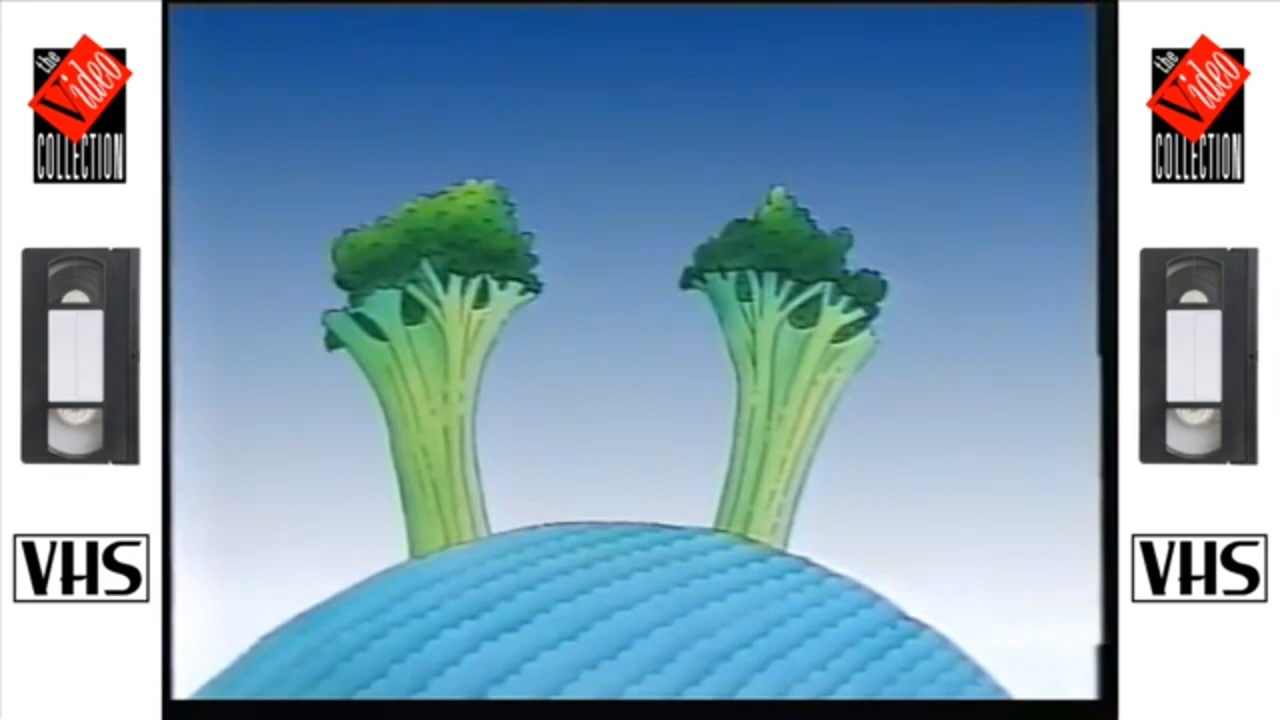 the
Video
COLLECTION
VHS
the
Video
COLLECTION
VHS